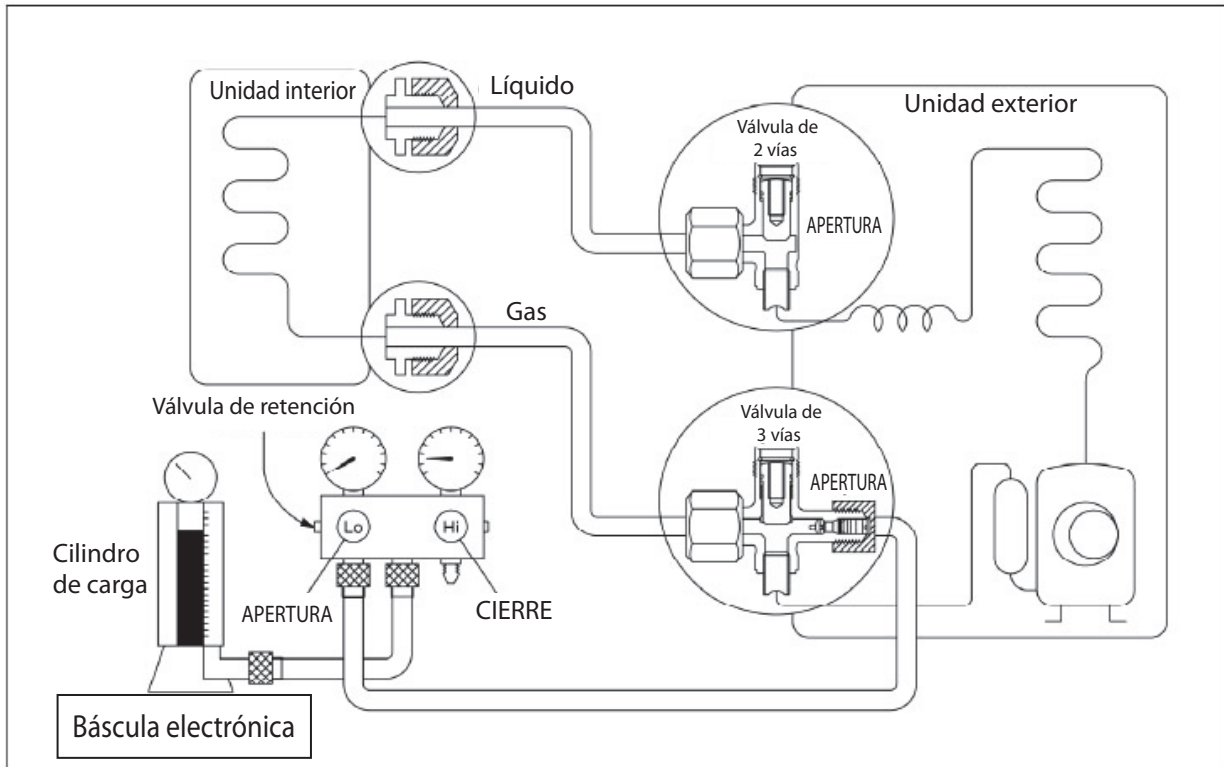 Unidad interior
Líquido
Unidad exterior
Válvula de
2 vías
APERTURA
Gas
Válvula de
3 vías
APERTURA
Válvula de retención
Lo
Hi
Cilindro
de carga
APERTURA
CIERRE
Báscula electrónica